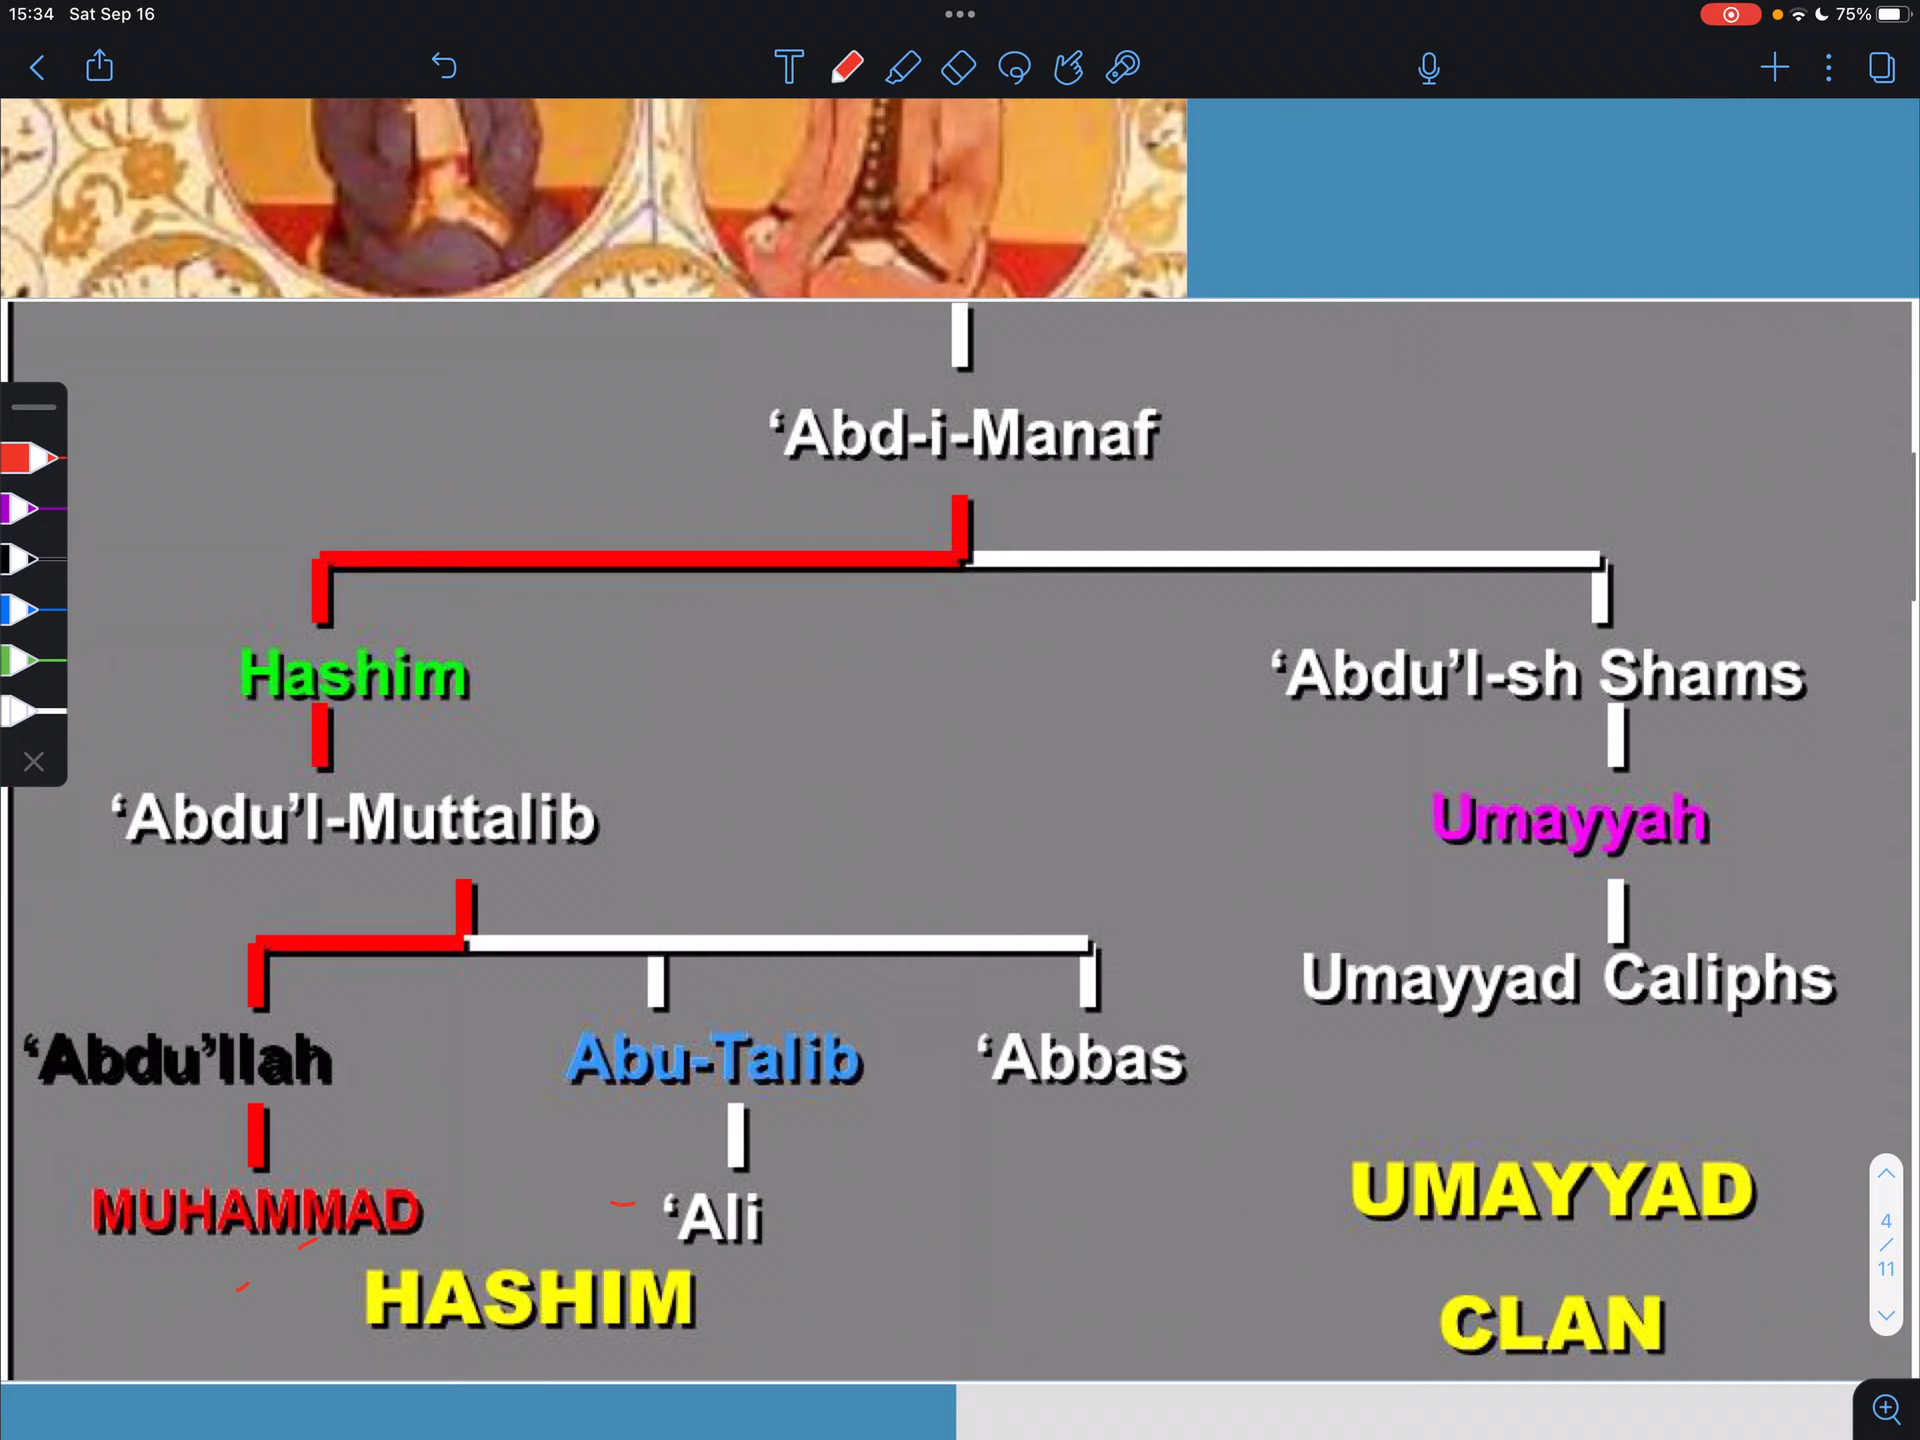 15:34 Sat Sep 16
75%
‘Abd-i-Manaf
Hashim
‘Abdu’l-sh Shams
‘Abdu’l-Muttalib
Umayyah
Umayyad Caliphs
‘Abdu’llah
Abu-Talib
‘Abbas
MUHAMMAD
‘Ali
UMAYYAD
HASHIM
CLAN
4
/
11